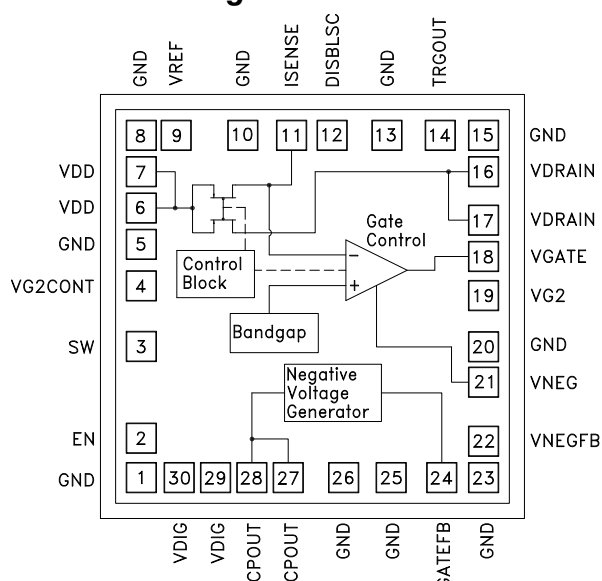 GND
VREF
GND
ISENSE
DISBLSC
GND
TRGOUT
8
9
10
11
12
13
14
15
GND
VDD
7
16
VDRAIN
VDD
6
17
VDRAIN
Gate
Control
GND
5
18
VGATE
Control
Block
−
+
VG2CONT
4
19
VG2
Bandgap
SW
3
20
GND
Negative
Voltage
Generator
21
VNEG
EN
2
22
VNEGFB
GND
1
30
29
28
27
26
25
24
23
VDIG
VDIG
CPOUT
CPOUT
GND
GND
GATEFB
GND